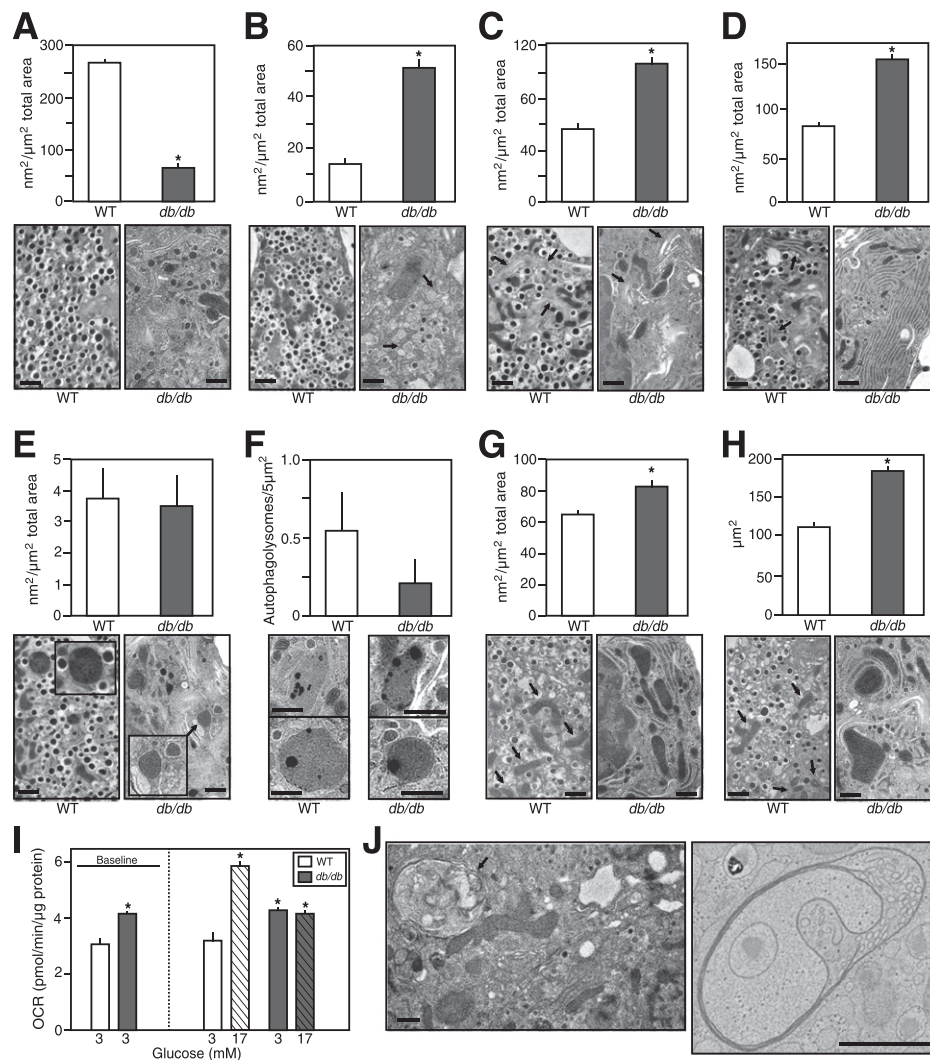 A
B
C
D
300
200
100
0
nm²/µm² total area
WT
db/db
*
60
40
20
0
nm²/µm² total area
WT
db/db
*
120
60
40
0
nm²/µm² total area
WT
db/db
*
150
100
50
0
nm²/µm² total area
WT
db/db
*
WT
db/db
WT
db/db
WT
db/db
WT
db/db
E
F
G
H
5
4
3
2
1
0
nm²/µm² total area
WT
db/db
1.0
0.5
0
Autophagolysomes/5µm²
WT
db/db
100
80
60
40
20
0
nm²/µm² total area
WT
db/db
*
200
150
100
50
0
µm²
WT
db/db
*
WT
db/db
WT
db/db
WT
db/db
WT
db/db
I
J
OCR (pmol/min/µg protein)
6
4
2
0
Baseline
WT
db/db
* * * *
3 3 3 17 3 17
Glucose (mM)